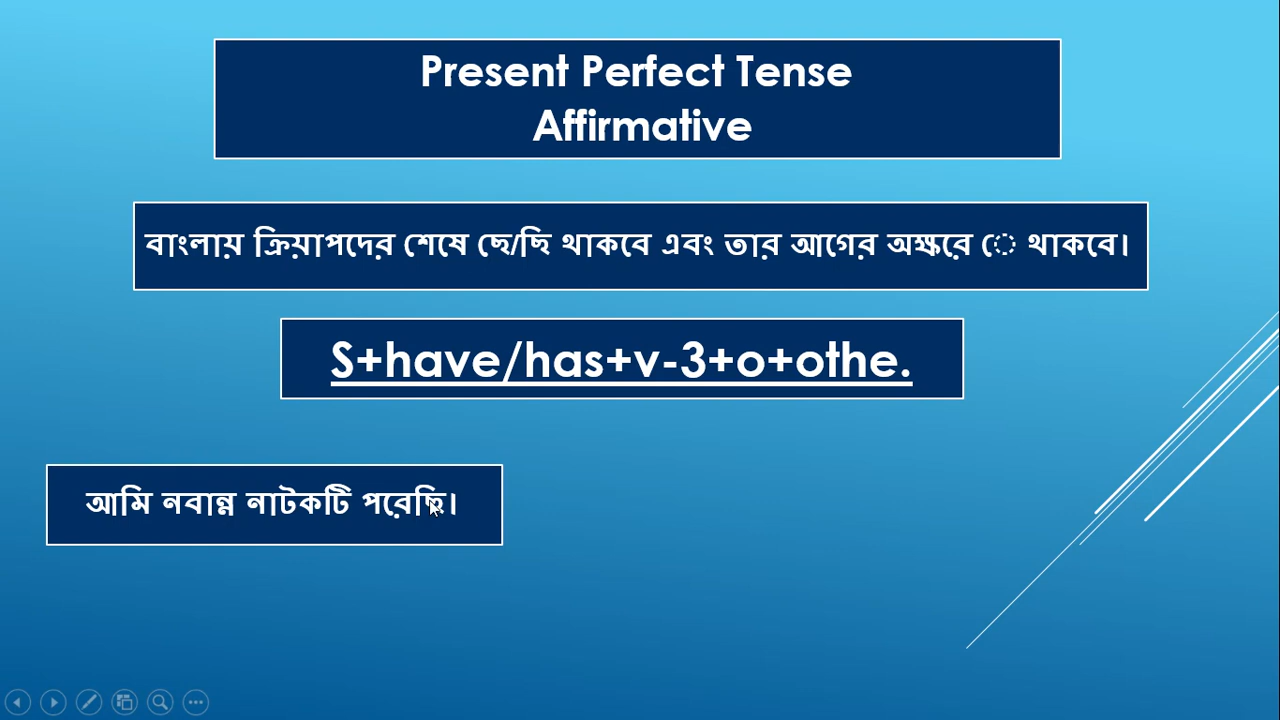 Present Perfect Tense
Affirmative
বাংলায় ক্রিয়াপদের শেষে ছে/ছি থাকবে এবং তার আগের অক্ষরে ে থাকবে।
S+have/has+v-3+o+othe.
আমি নবান্ন নাটকটি পরেছি।